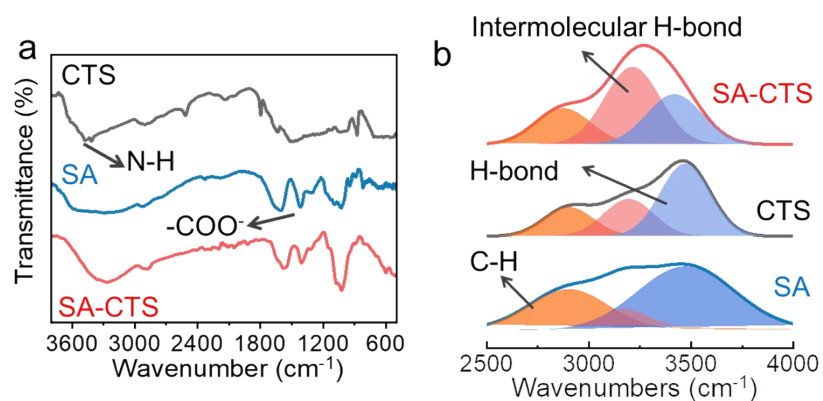 a
CTS
N-H
SA
-COO⁻
SA-CTS
Transmittance (%)
3600 3000 2400 1800 1200 600
Wavenumber (cm⁻¹)
b
Intermolecular H-bond
SA-CTS
H-bond
CTS
C-H
SA
2500 3000 3500 4000
Wavenumbers (cm⁻¹)